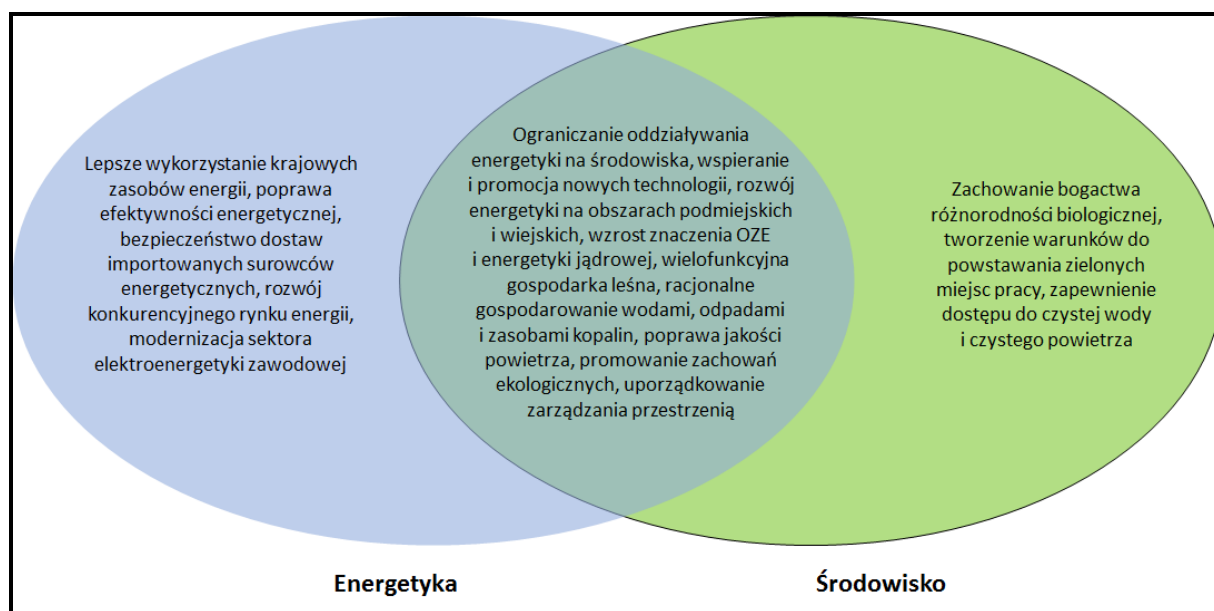 Lepsze wykorzystanie krajowych
zasobów energii, poprawa
efektywności energetycznej,
bezpieczeństwo dostaw
importowanych surowców
energetycznych, rozwój
konkurencyjnego rynku energii,
modernizacja sektora
elektroenergetyki zawodowej
Ograniczanie oddziaływania
energetyki na środowiska, wspieranie
i promocja nowych technologii, rozwój
energetyki na obszarach podmiejskich
i wiejskich, wzrost znaczenia OZE
i energetyki jądrowej, wielofunkcyjna
gospodarka leśna, racjonalne
gospodarowanie wodami, odpadami
i zasobami kopalin, poprawa jakości
powietrza, promowanie zachowań
ekologicznych, uporządkowanie
zarządzania przestrzenią
Zachowanie bogactwa
różnorodności biologicznej,
tworzenie warunków do
powstawania zielonych
miejsc pracy, zapewnienie
dostępu do czystej wody
i czystego powietrza
Energetyka
Środowisko